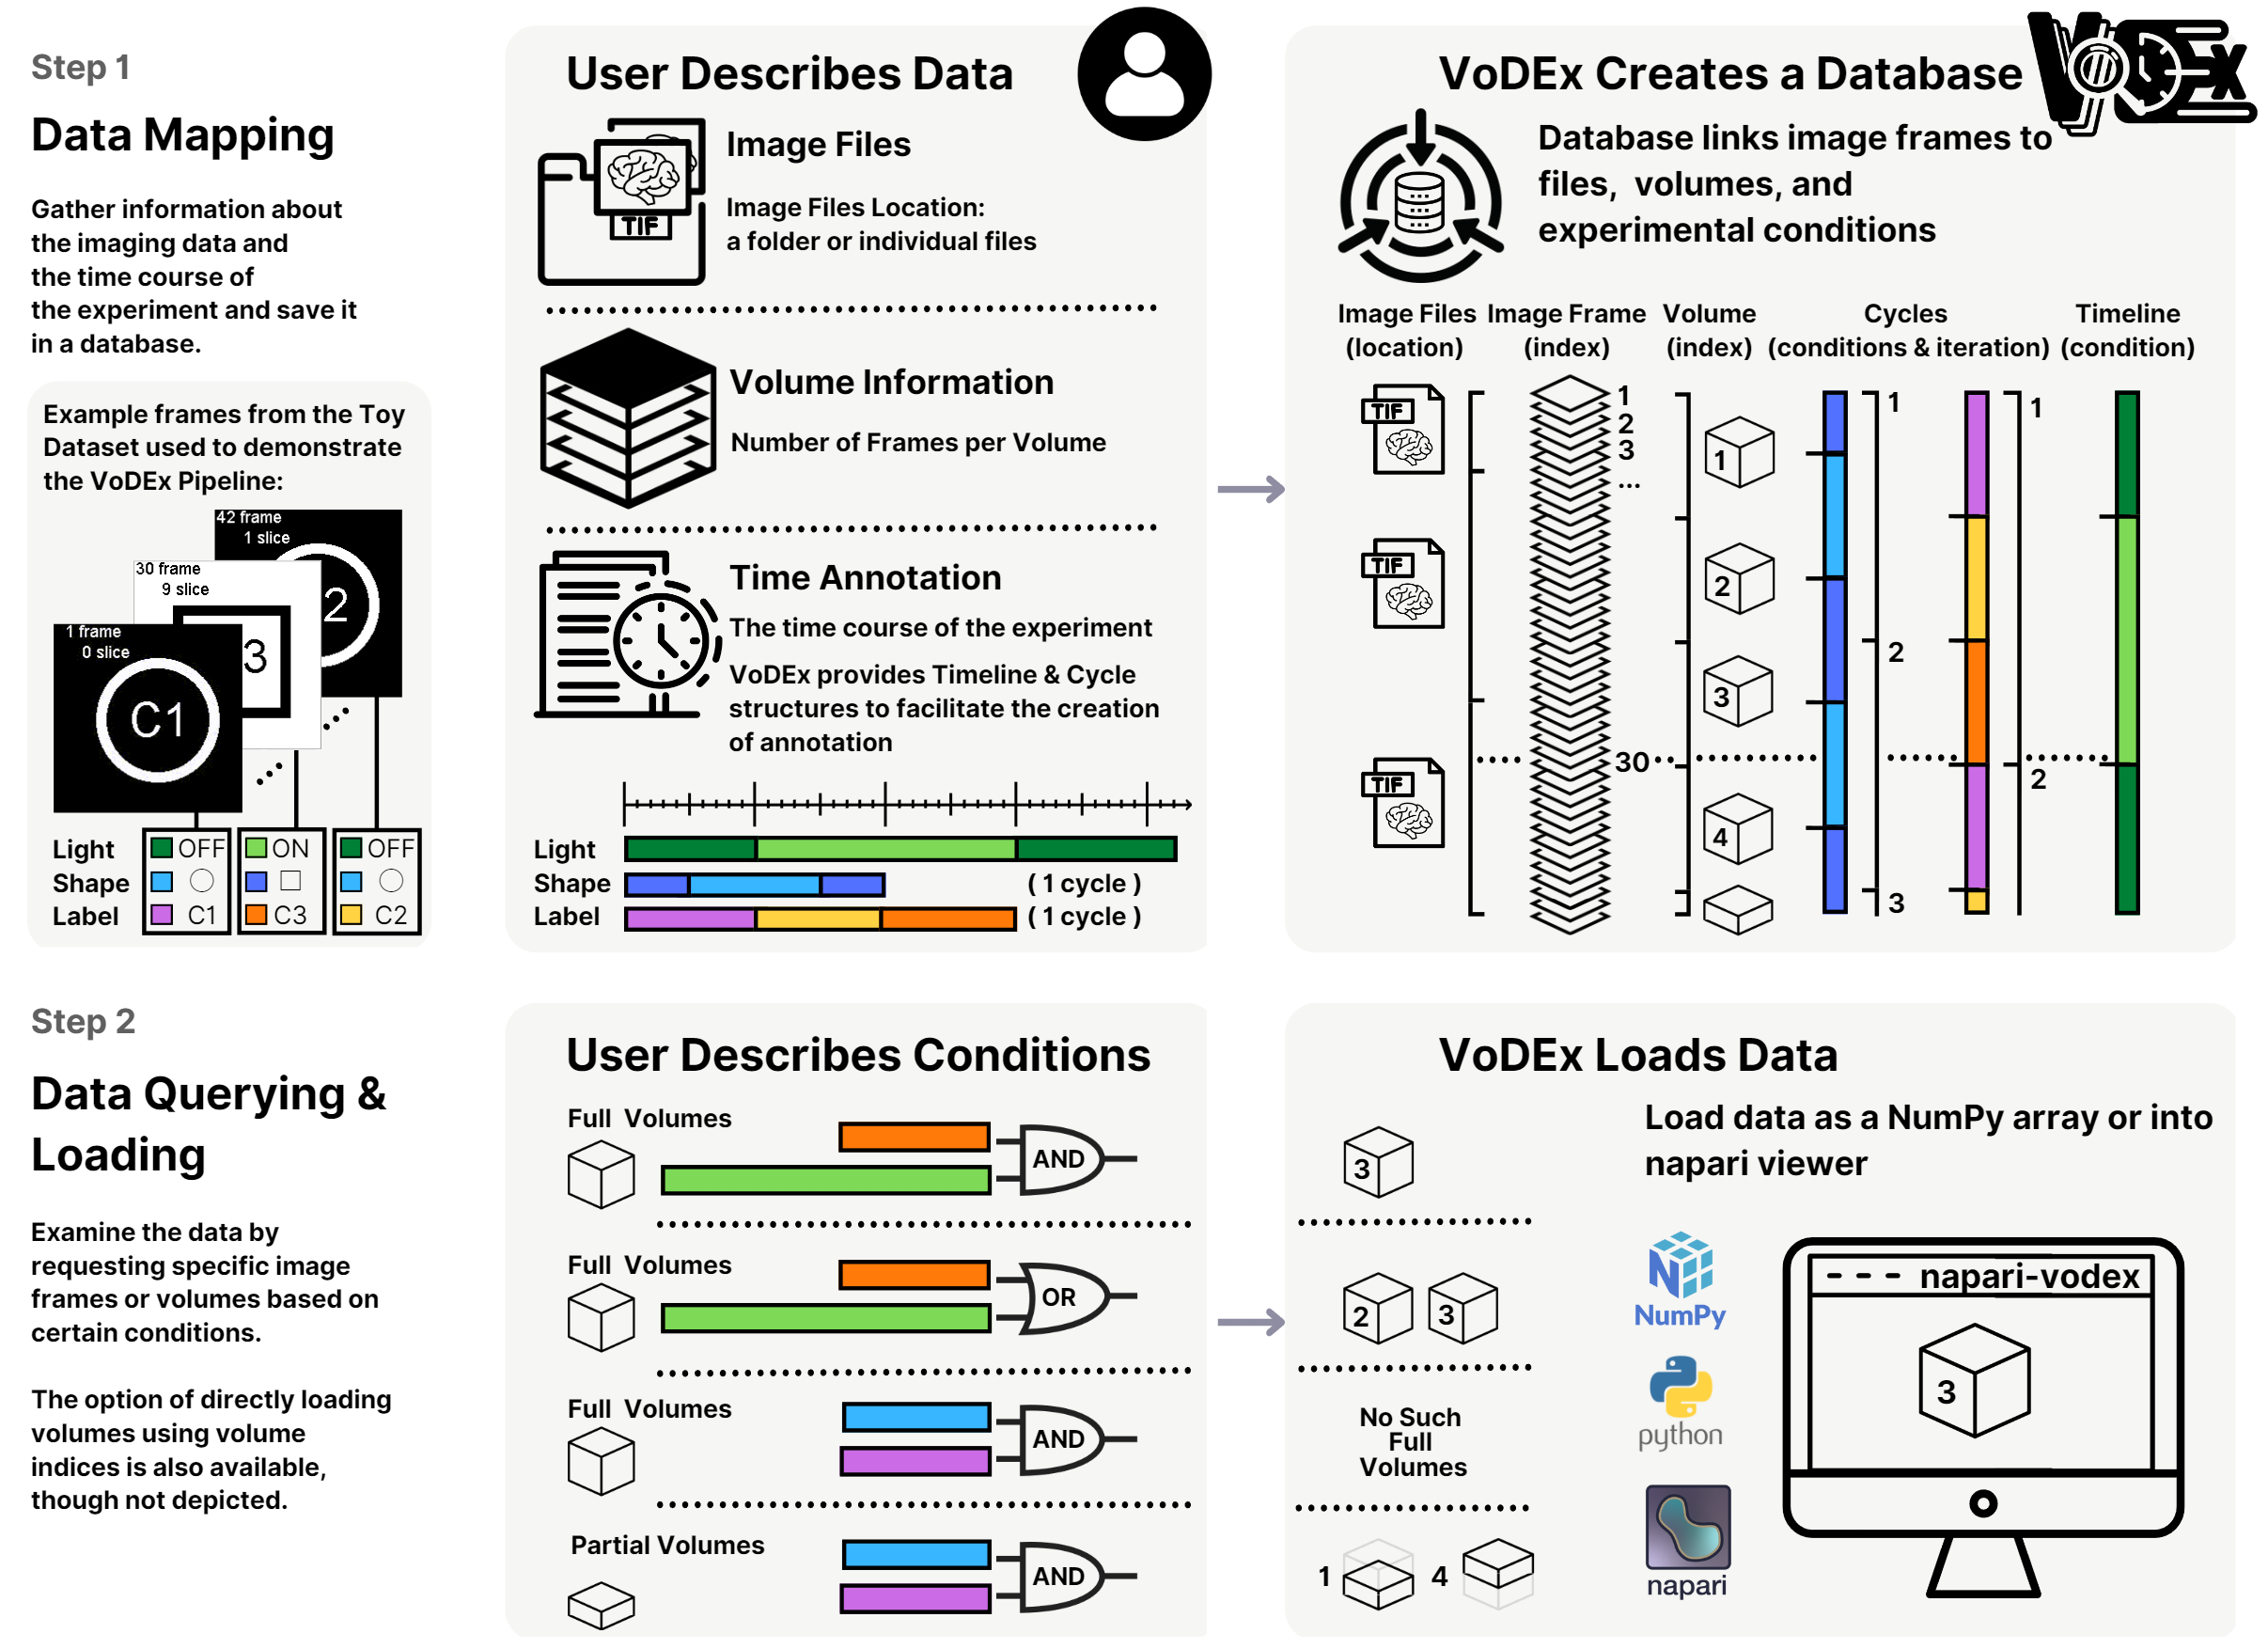 Step 1
Data Mapping
Gather information about
the imaging data and
the time course of
the experiment and save it
in a database.
Example frames from the Toy
Dataset used to demonstrate
the VoDEx Pipeline:
42 frame
1 slice
2
30 frame
9 slice
3
1 frame
0 slice
C1
Light OFF ON OFF
Shape
Label C1 C3 C2
User Describes Data
Image Files
Image Files Location:
a folder or individual files
TIF
Volume Information
Number of Frames per Volume
Time Annotation
The time course of the experiment
VoDEx provides Timeline & Cycle
structures to facilitate the creation
of annotation
Light
Shape ( 1 cycle )
Label ( 1 cycle )
VoDEx Creates a Database
VoDEx
Database links image frames to
files, volumes, and
experimental conditions
Image Files Image Frame Volume Cycles Timeline
(location) (index) (index) (conditions & iteration) (condition)
TIF
TIF
TIF
1
2
3
...
30
1
2
3
4
1
2
3
1
2
Step 2
Data Querying &
Loading
Examine the data by
requesting specific image
frames or volumes based on
certain conditions.
The option of directly loading
volumes using volume
indices is also available,
though not depicted.
User Describes Conditions
Full Volumes
AND
Full Volumes
OR
Full Volumes
AND
Partial Volumes
AND
VoDEx Loads Data
Load data as a NumPy array or into
napari viewer
3
2 3
No Such
Full
Volumes
1 4
NumPy
python
napari
--- napari-vodex
3